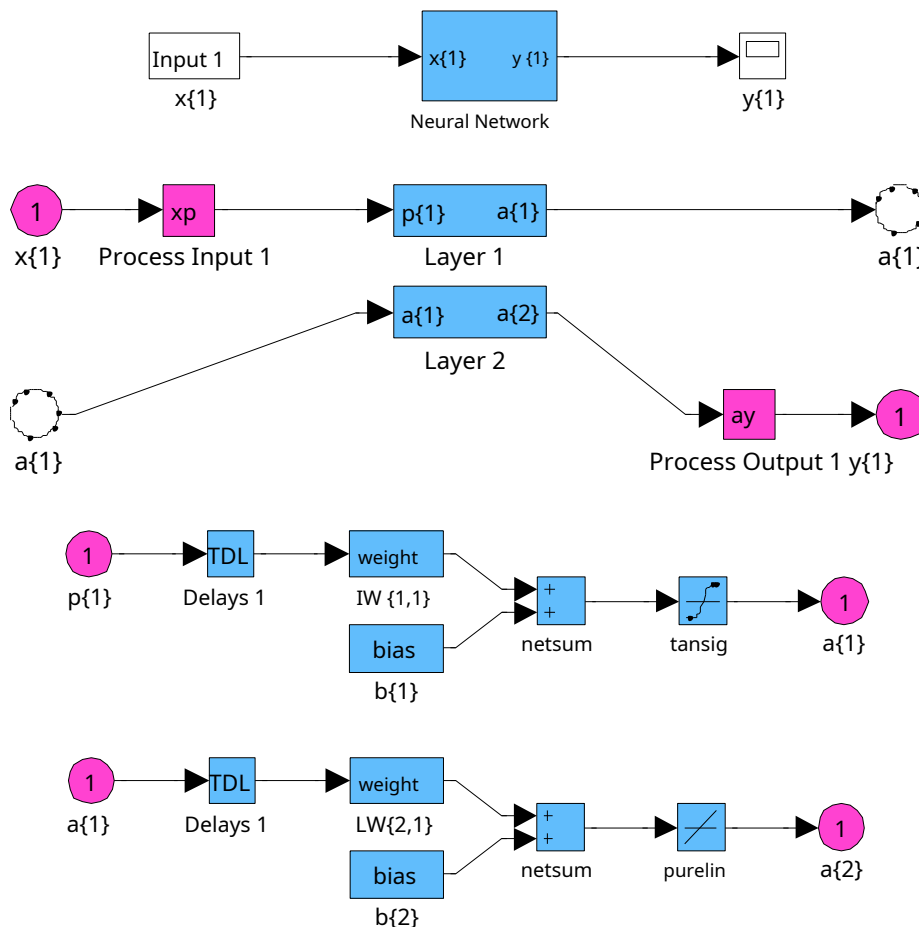 Input 1
x{1}
y {1}
x{1}
y{1}
Neural Network
1
xp
p{1}
a{1}
x{1}
Process Input 1
Layer 1
a{1}
a{1}
a{2}
Layer 2
ay
1
a{1}
Process Output 1
y{1}
1
TDL
weight
p{1}
Delays 1
IW {1,1}
+
+
1
bias
netsum
tansig
a{1}
b{1}
1
TDL
weight
a{1}
Delays 1
LW{2,1}
+
+
1
bias
netsum
purelin
a{2}
b{2}